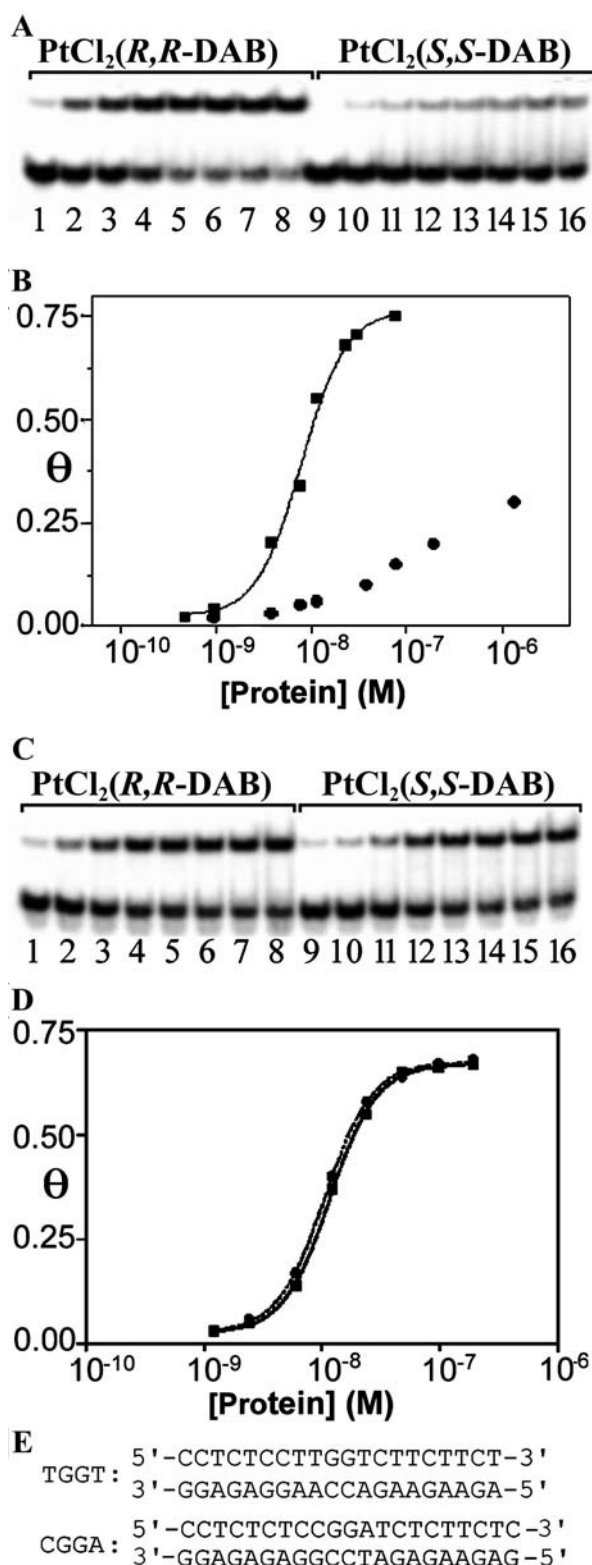 A
PtCl₂(R,R-DAB) PtCl₂(S,S-DAB)
1 2 3 4 5 6 7 8 9 10 11 12 13 14 15 16
B
0.75
0.50
θ
0.25
0.00
10⁻¹⁰ 10⁻⁹ 10⁻⁸ 10⁻⁷ 10⁻⁶
[Protein] (M)
C
PtCl₂(R,R-DAB) PtCl₂(S,S-DAB)
1 2 3 4 5 6 7 8 9 10 11 12 13 14 15 16
D
0.75
0.50
θ
0.25
0.00
10⁻¹⁰ 10⁻⁹ 10⁻⁸ 10⁻⁷ 10⁻⁶
[Protein] (M)
E
TGGT: 5'-CCTCTCCTTGGTCTTCTTCT-3'
3'-GGAGAGGAACCAGAAGAAGA-5'
CGGA: 5'-CCTCTCTCCGGATCTTCTTC-3'
3'-GGAGAGAGGCCTAGAGAAGAG-5'